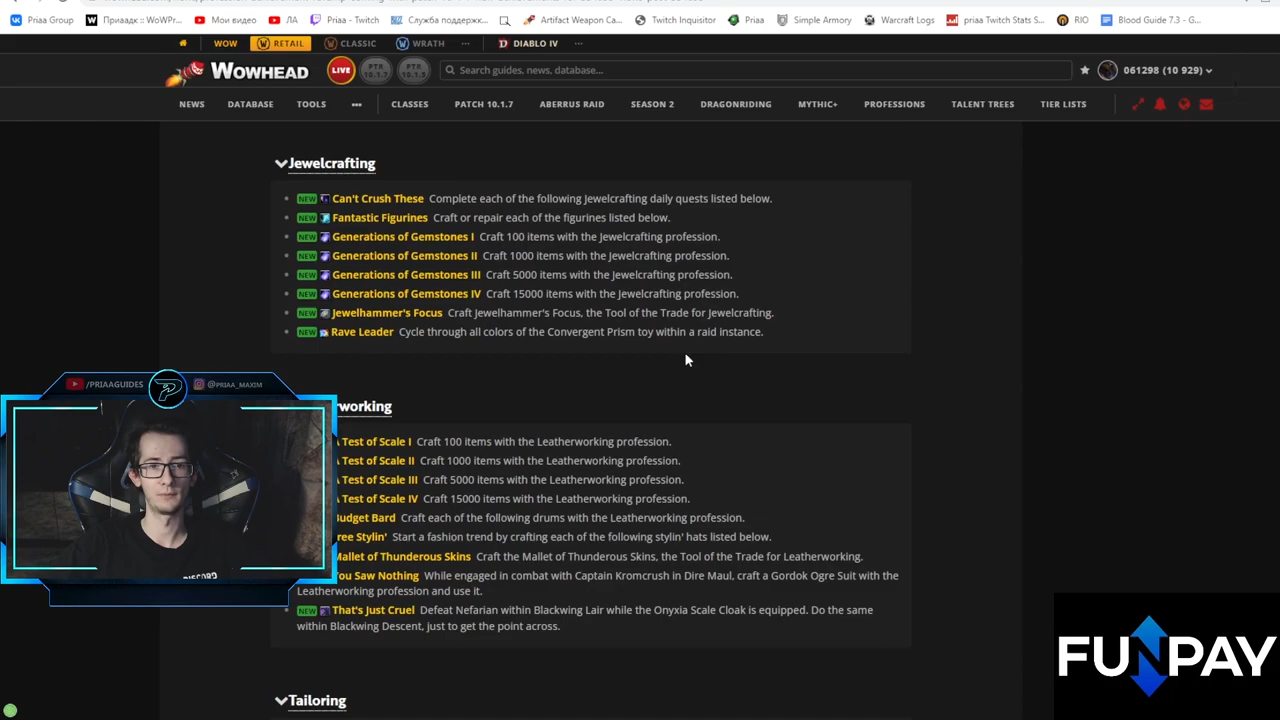 Priaa Group
Приаадк :: WoWPr...
Мои видео
ЛА
Priaa - Twitch
Служба поддержк...
Artifact Weapon Ca...
Twitch Inquisitor
Priaa
Simple Armory
Warcraft Logs
priaa Twitch Stats S...
RIO
Blood Guide 7.3 - G...
WOW
RETAIL
CLASSIC
WRATH
DIABLO IV
WOWHEAD
LIVE
PTR 10.1.7
PTR 10.1.5
Search guides, news, database...
061298 (10 929)
NEWS
DATABASE
TOOLS
CLASSES
PATCH 10.1.7
ABERRUS RAID
SEASON 2
DRAGONRIDING
MYTHIC+
PROFESSIONS
TALENT TREES
TIER LISTS
Jewelcrafting
NEW Can't Crush These Complete each of the following Jewelcrafting daily quests listed below.
NEW Fantastic Figurines Craft or repair each of the figurines listed below.
NEW Generations of Gemstones I Craft 100 items with the Jewelcrafting profession.
NEW Generations of Gemstones II Craft 1000 items with the Jewelcrafting profession.
NEW Generations of Gemstones III Craft 5000 items with the Jewelcrafting profession.
NEW Generations of Gemstones IV Craft 15000 items with the Jewelcrafting profession.
NEW Jewelhammer's Focus Craft Jewelhammer's Focus, the Tool of the Trade for Jewelcrafting.
NEW Rave Leader Cycle through all colors of the Convergent Prism toy within a raid instance.
/PRIAAGUIDES
@PRIAA_MAXIM
rworking
A Test of Scale I Craft 100 items with the Leatherworking profession.
A Test of Scale II Craft 1000 items with the Leatherworking profession.
A Test of Scale III Craft 5000 items with the Leatherworking profession.
A Test of Scale IV Craft 15000 items with the Leatherworking profession.
Budget Bard Craft each of the following drums with the Leatherworking profession.
ree Stylin' Start a fashion trend by crafting each of the following stylin' hats listed below.
Mallet of Thunderous Skins Craft the Mallet of Thunderous Skins, the Tool of the Trade for Leatherworking.
You Saw Nothing While engaged in combat with Captain Kromcrush in Dire Maul, craft a Gordok Ogre Suit with the
Leatherworking profession and use it.
NEW That's Just Cruel Defeat Nefarian within Blackwing Lair while the Onyxia Scale Cloak is equipped. Do the same
within Blackwing Descent, just to get the point across.
Tailoring
FUNPAY